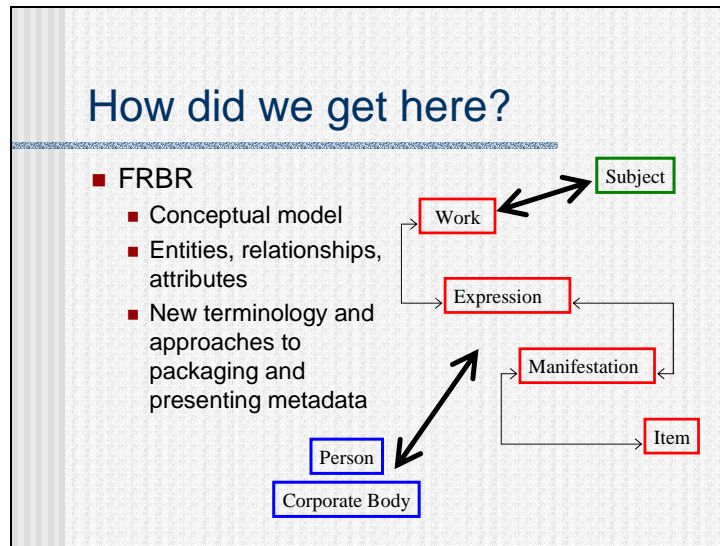 How did we get here?
FRBR
Conceptual model
Entities, relationships,
attributes
New terminology and
approaches to
packaging and
presenting metadata
Subject
Work
Expression
Manifestation
Item
Person
Corporate Body